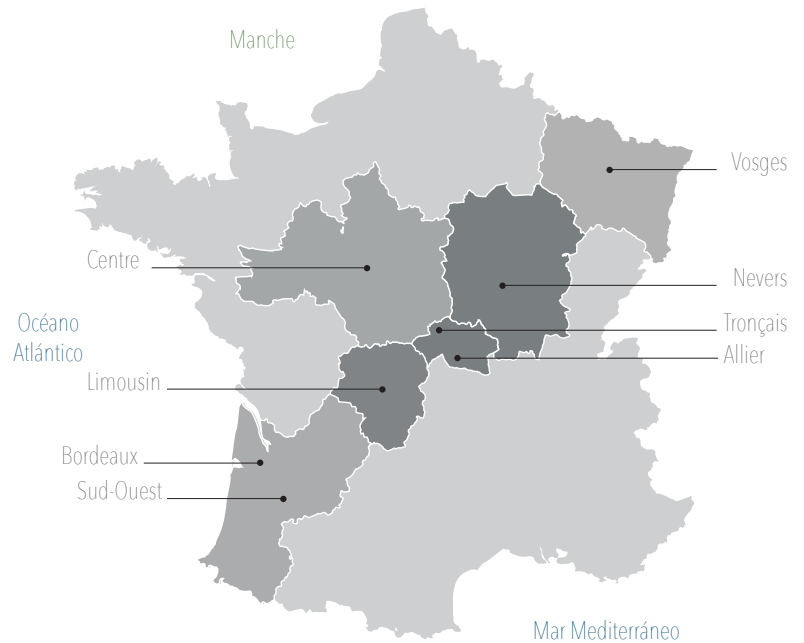 Manche
Vosges
Centre
Nevers
Océano
Atlántico
Tronçais
Allier
Limousin
Bordeaux
Sud-Ouest
Mar Mediterráneo